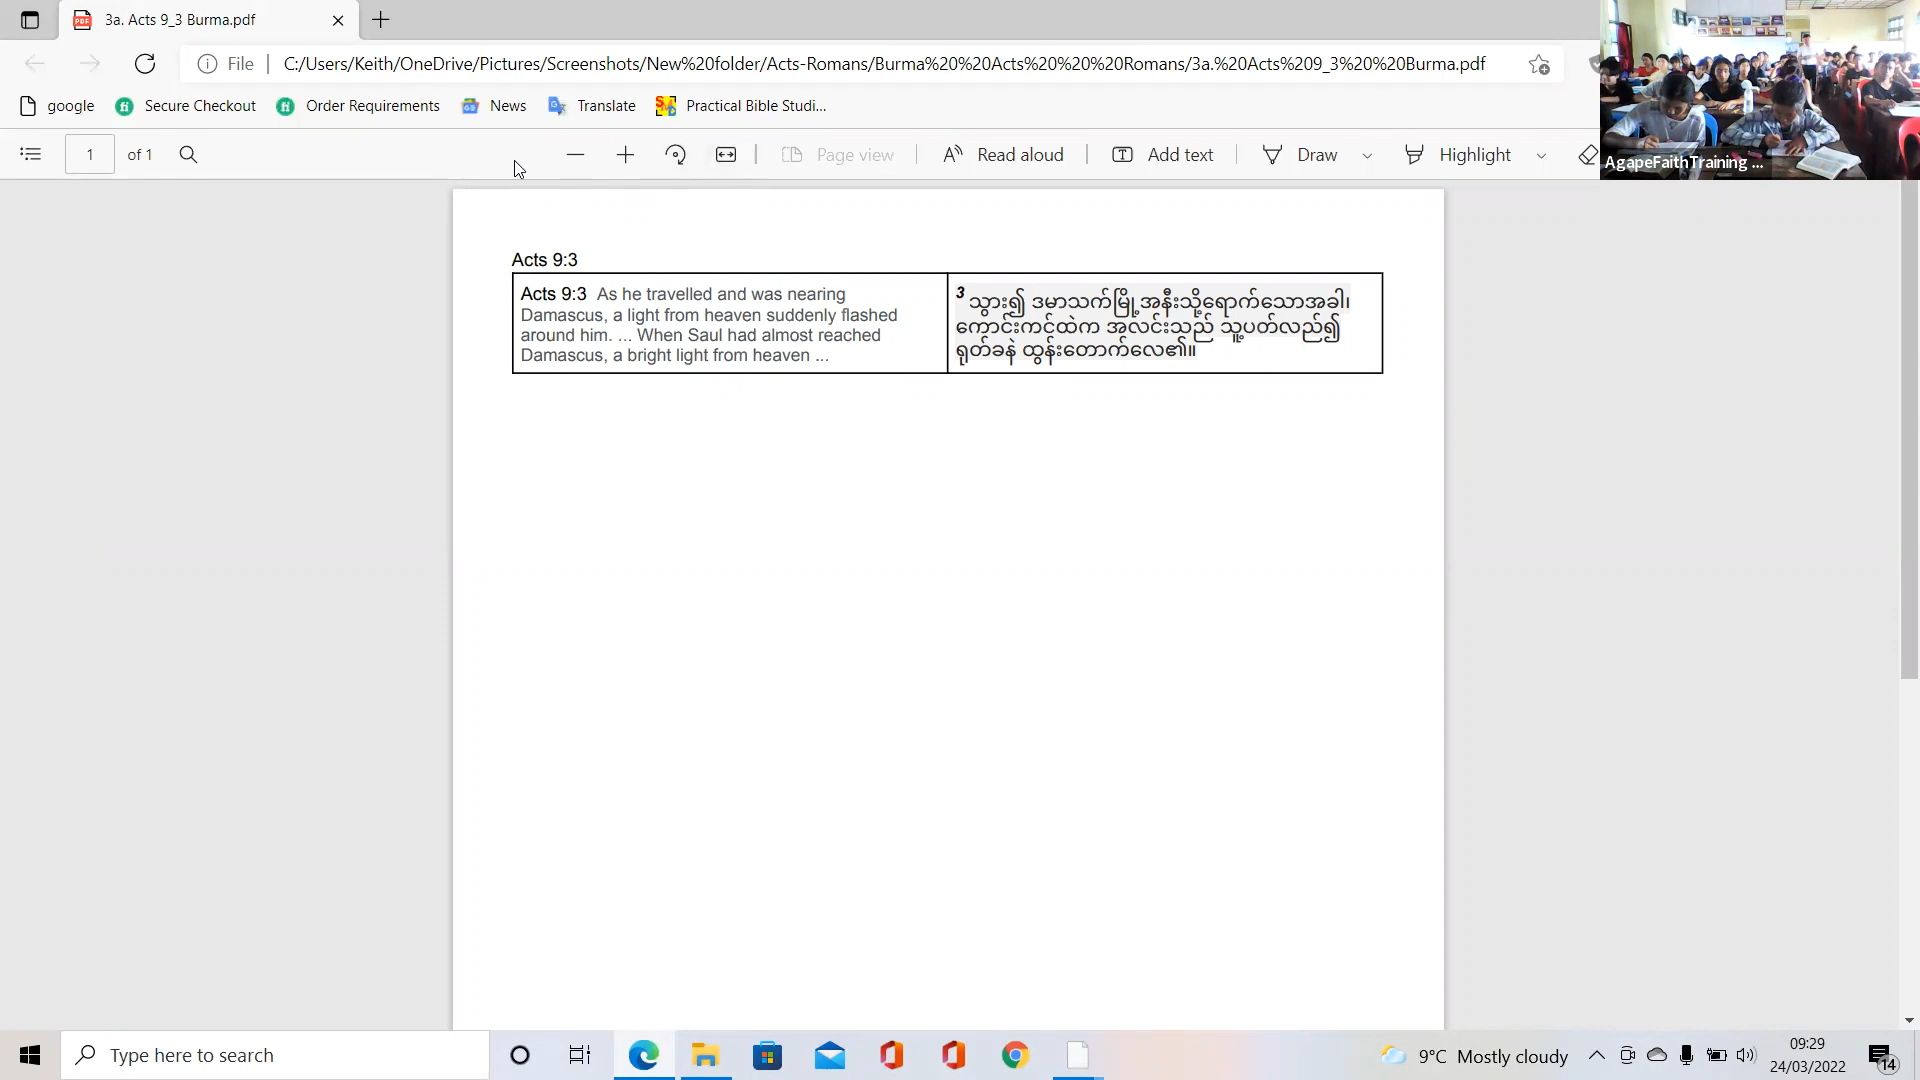 3a. Acts 9_3 Burma.pdf
File
C:/Users/Keith/OneDrive/Pictures/Screenshots/New%20folder/Acts-Romans/Burma%20%20Acts%20%20%20Romans/3a.%20Acts%209_3%20%20Burma.pdf
google Secure Checkout Order Requirements News Translate Practical Bible Studi...
1 of 1 Page view Read aloud Add text Draw Highlight
AgapeFaithTraining ...
Acts 9:3
Acts 9:3 As he travelled and was nearing
Damascus, a light from heaven suddenly flashed
around him. ... When Saul had almost reached
Damascus, a bright light from heaven ...
3 သွား၍ ဒမာသက်မြို့အနီးသို့ရောက်သောအခါ၊
ကောင်းကင်ထဲက အလင်းသည် သူ့ပတ်လည်၍
ရုတ်ခနဲ ထွန်းတောက်လေ၏။
Type here to search
9°C Mostly cloudy
09:29
24/03/2022
14